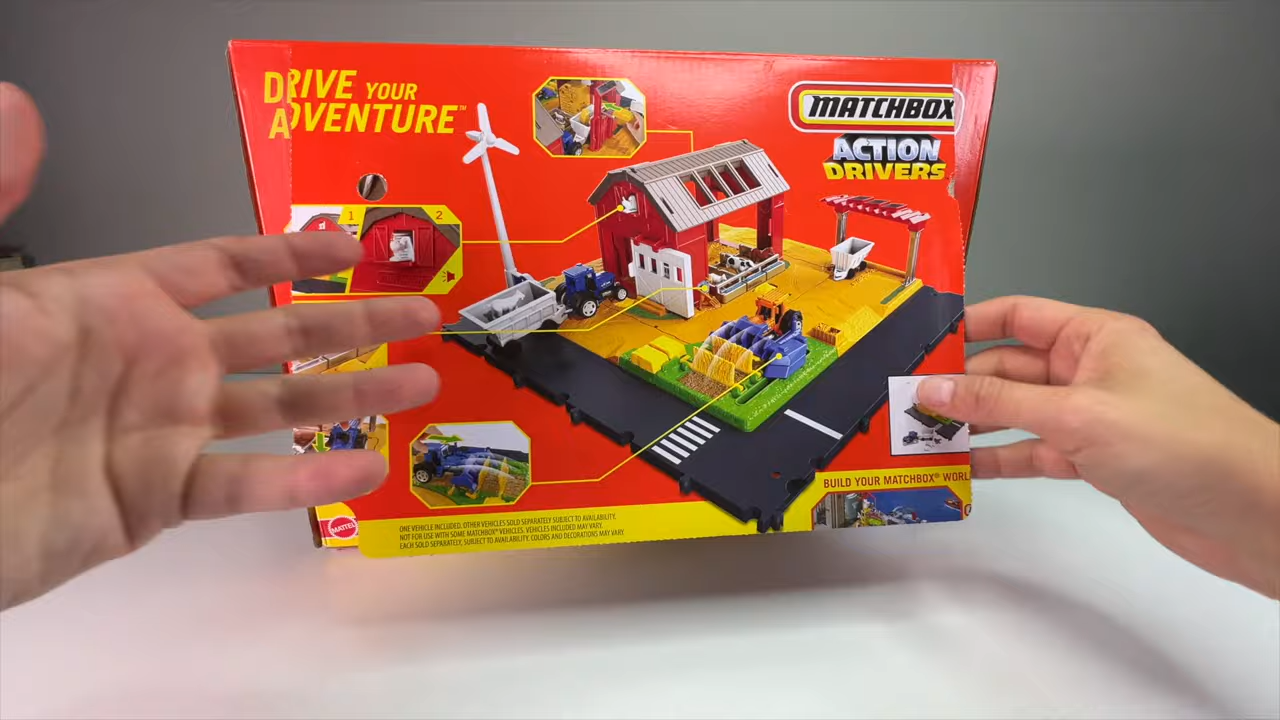 DRIVE YOUR
ADVENTURE™
MATCHBOX
ACTION
DRIVERS
1
2
MATTEL
ONE VEHICLE INCLUDED. OTHER VEHICLES SOLD SEPARATELY SUBJECT TO AVAILABILITY.
NOT FOR USE WITH SOME MATCHBOX® VEHICLES. VEHICLES INCLUDED MAY VARY.
EACH SOLD SEPARATELY, SUBJECT TO AVAILABILITY. COLORS AND DECORATIONS MAY VARY.
BUILD YOUR MATCHBOX® WORL